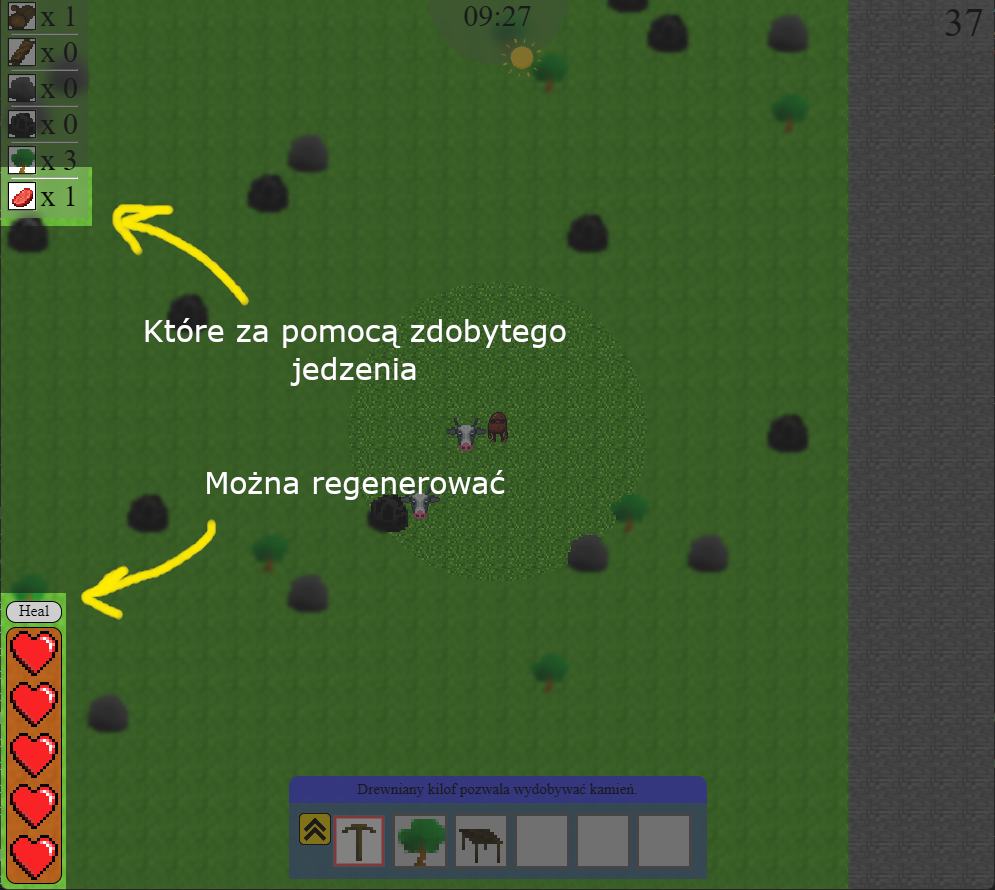 x 1
09:27
37
x 0
x 0
x 0
x 3
x 1
Które za pomocą zdobytego
jedzenia
Można regenerować
Heal
Drewniany kilof pozwala wydobywać kamień.